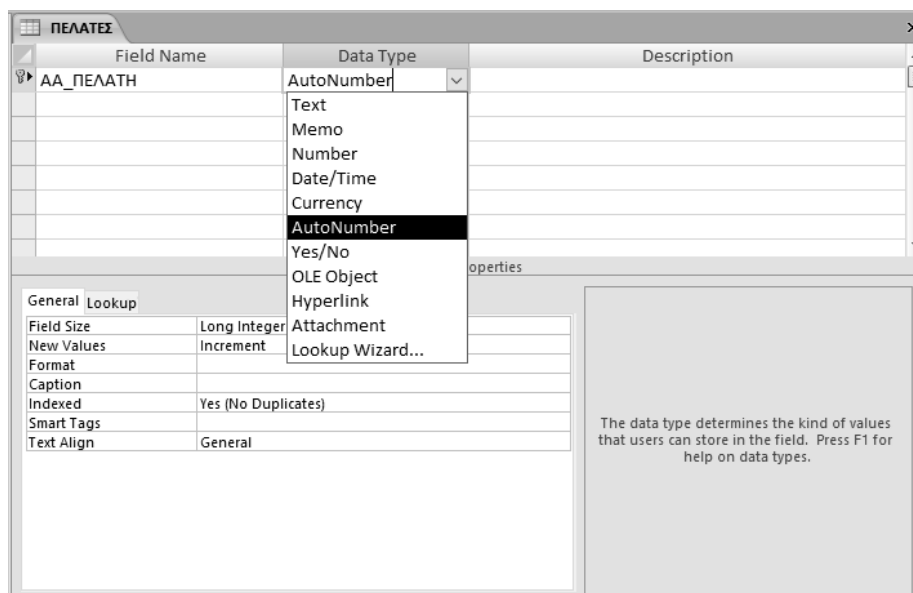 ΠΕΛΑΤΕΣ
Field Name Data Type Description
ΑΑ_ΠΕΛΑΤΗ AutoNumber
Text
Memo
Number
Date/Time
Currency
AutoNumber
Yes/No
OLE Object
Hyperlink
Attachment
Lookup Wizard...
operties
General Lookup
Field Size Long Integer
New Values Increment
Format
Caption
Indexed Yes (No Duplicates)
Smart Tags
Text Align General
The data type determines the kind of values
that users can store in the field. Press F1 for
help on data types.